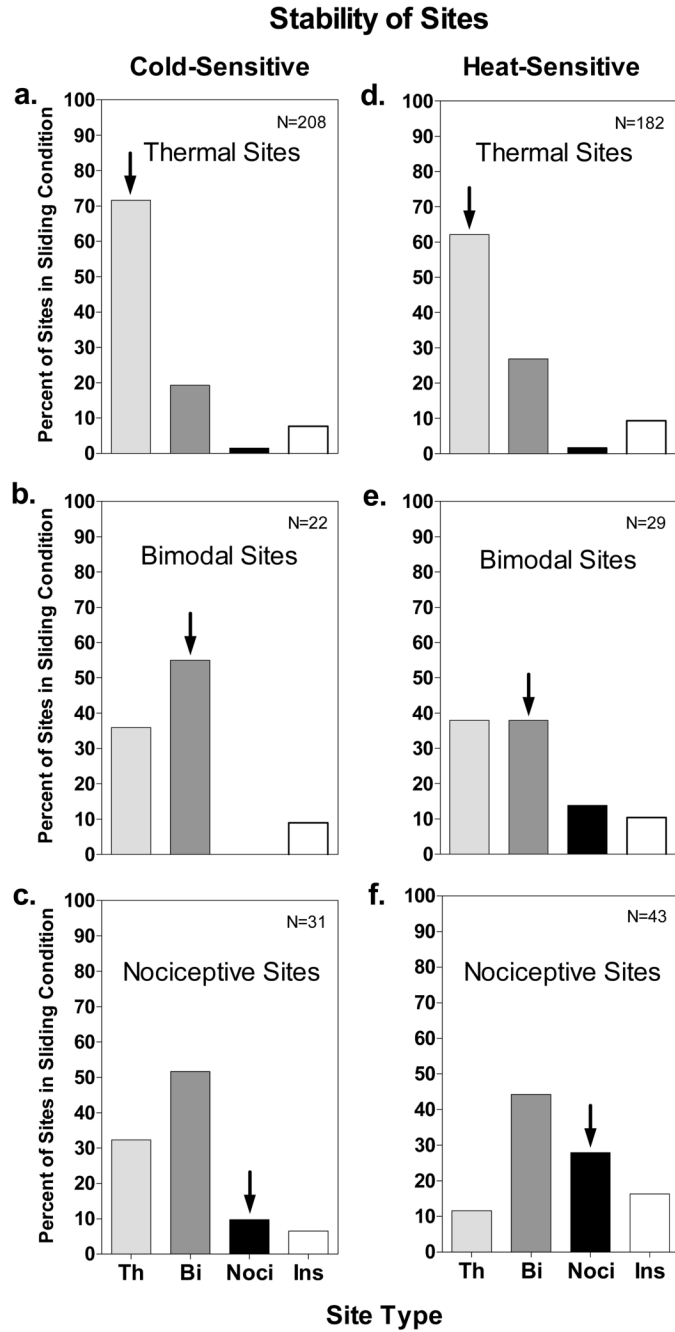 Stability of Sites
Cold-Sensitive
Heat-Sensitive
a.
N=208
Thermal Sites
Percent of Sites in Sliding Condition
100
90
80
70
60
50
40
30
20
10
0
d.
N=182
Thermal Sites
100
90
80
70
60
50
40
30
20
10
0
b.
N=22
Bimodal Sites
Percent of Sites in Sliding Condition
100
90
80
70
60
50
40
30
20
10
0
e.
N=29
Bimodal Sites
100
90
80
70
60
50
40
30
20
10
0
c.
N=31
Nociceptive Sites
Percent of Sites in Sliding Condition
100
90
80
70
60
50
40
30
20
10
0
Th Bi Noci Ins
f.
N=43
Nociceptive Sites
100
90
80
70
60
50
40
30
20
10
0
Th Bi Noci Ins
Site Type